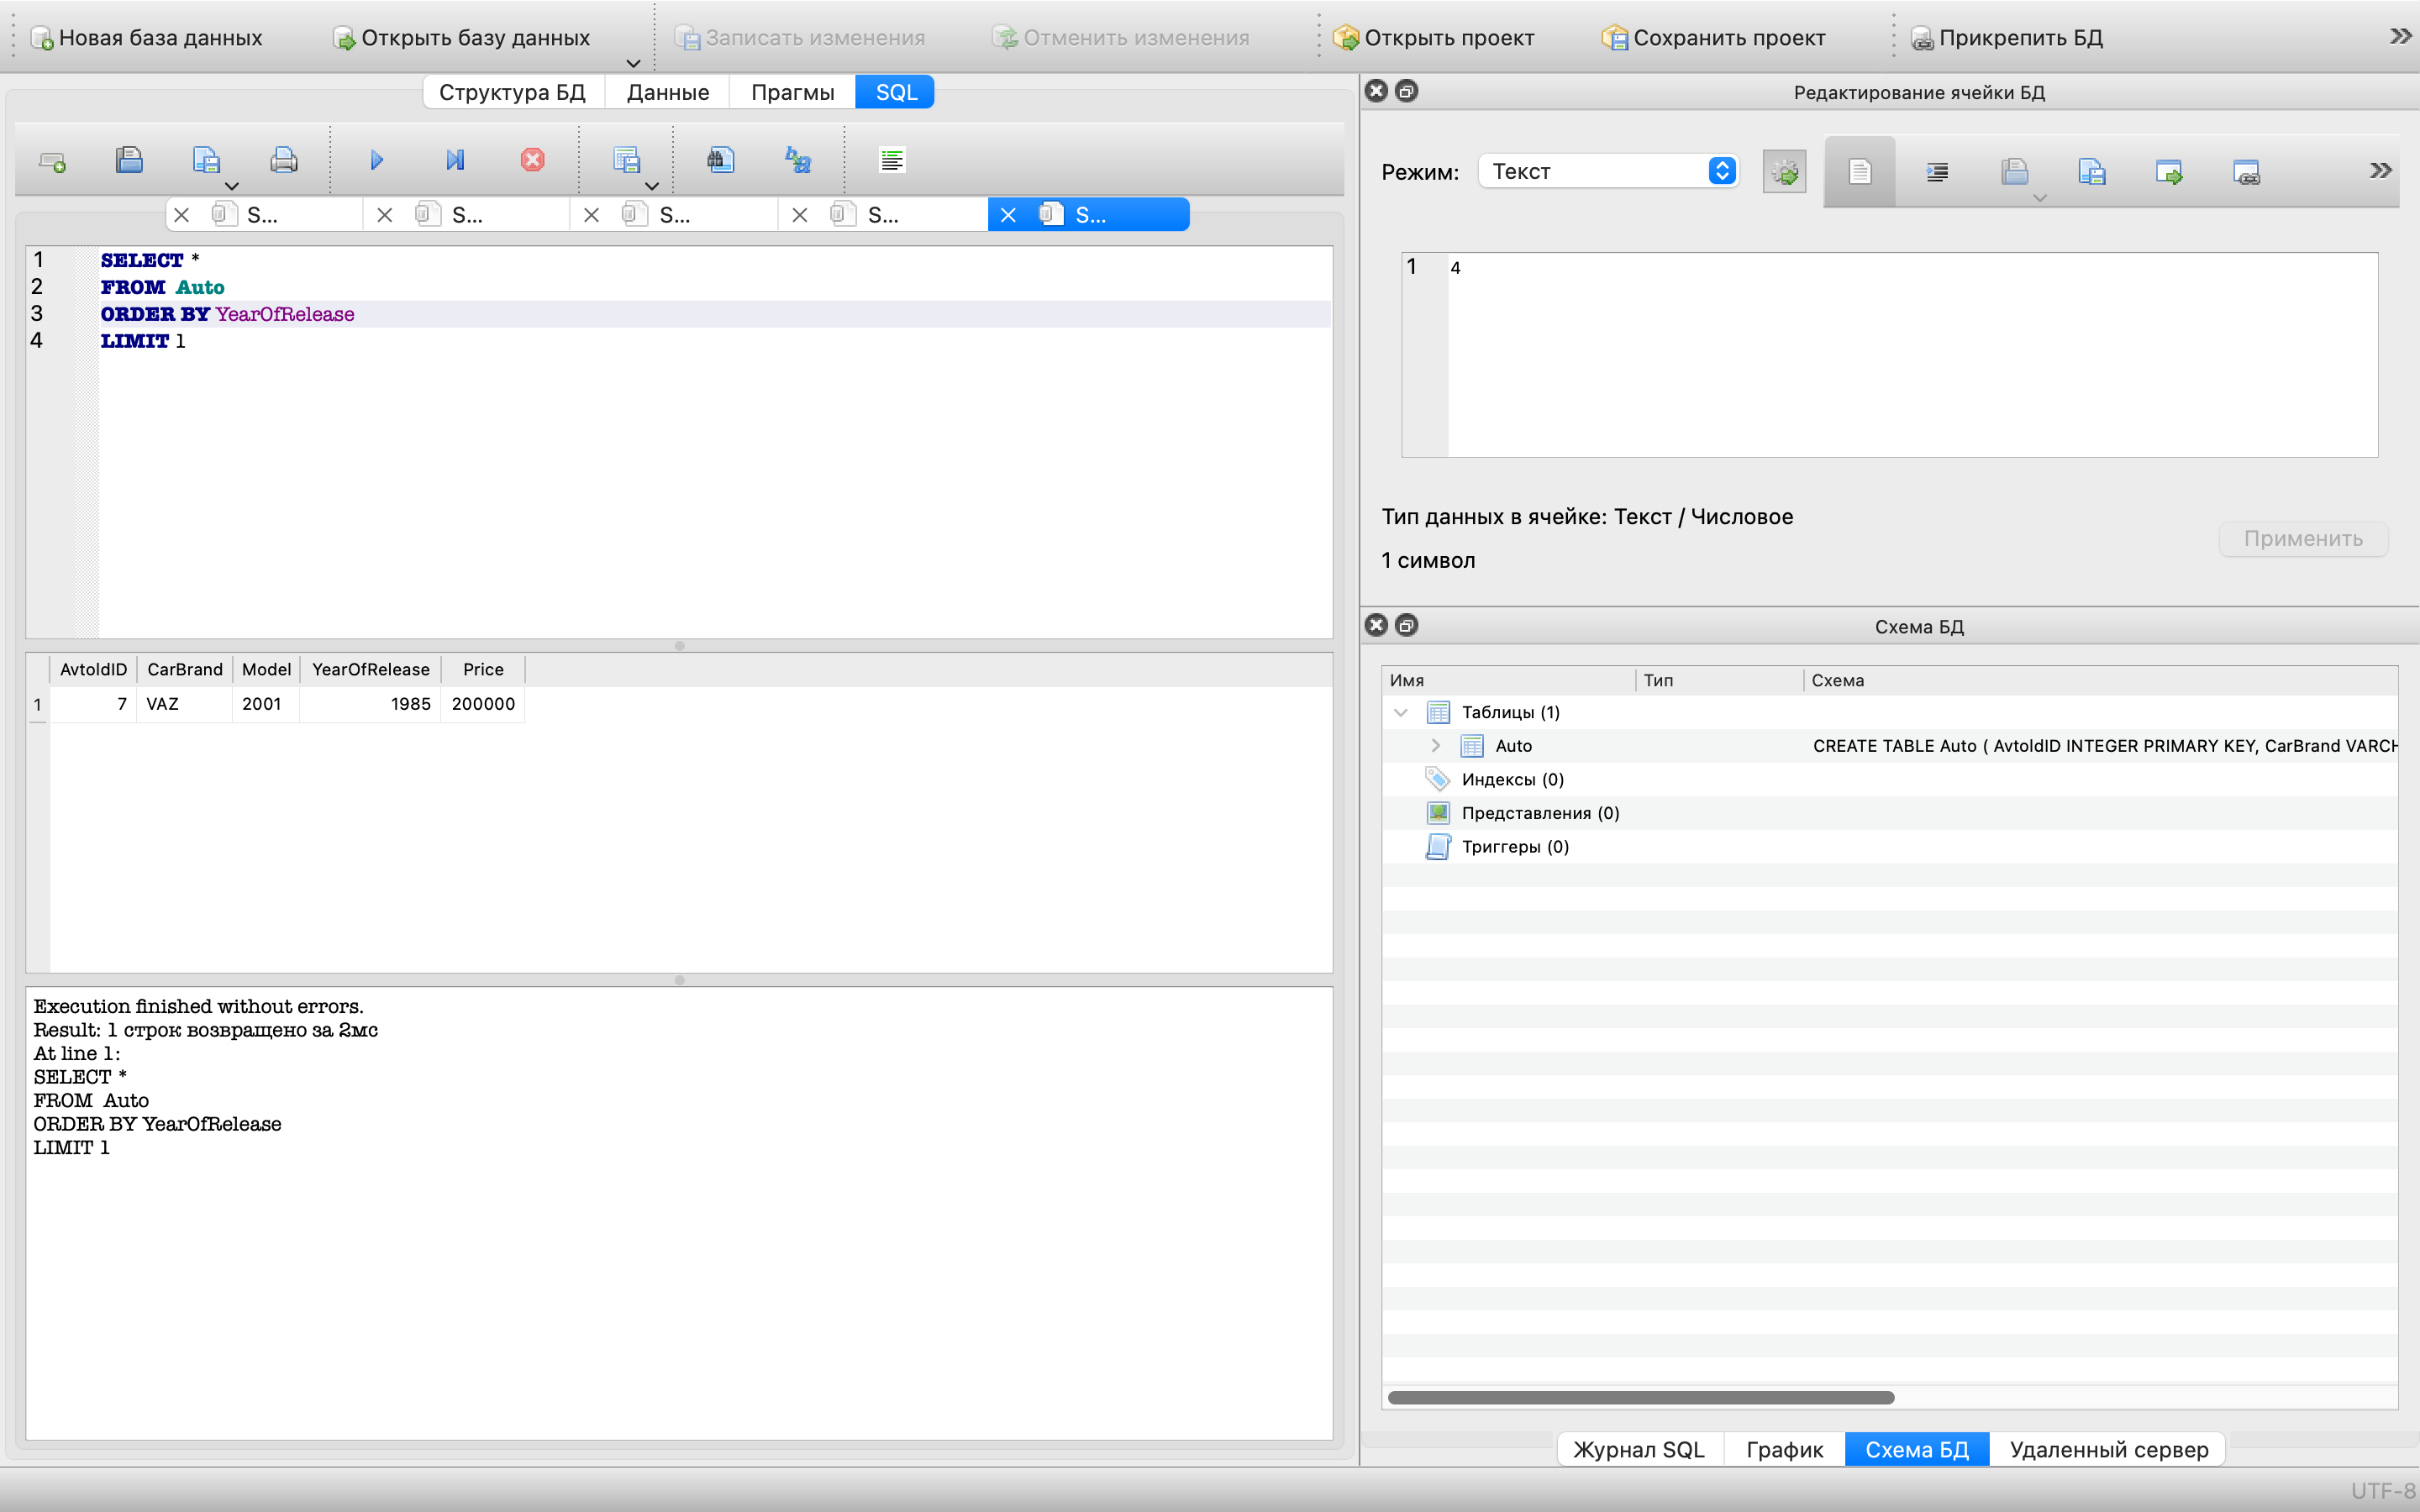 Новая база данных Открыть базу данных Записать изменения Отменить изменения Открыть проект Сохранить проект Прикрепить БД
Структура БД Данные Прагмы SQL
S... S... S... S... S...
1 SELECT *
2 FROM Auto
3 ORDER BY YearOfRelease
4 LIMIT 1
AvtoIdID CarBrand Model YearOfRelease Price
1 7 VAZ 2001 1985 200000
Execution finished without errors.
Result: 1 строк возвращено за 2мс
At line 1:
SELECT *
FROM Auto
ORDER BY YearOfRelease
LIMIT 1
Редактирование ячейки БД
Режим: Текст
1 4
Тип данных в ячейке: Текст / Числовое
1 символ
Применить
Схема БД
Имя Тип Схема
Таблицы (1)
Auto CREATE TABLE Auto ( AvtoIdID INTEGER PRIMARY KEY, CarBrand VARCH
Индексы (0)
Представления (0)
Триггеры (0)
Журнал SQL График Схема БД Удаленный сервер
UTF-8